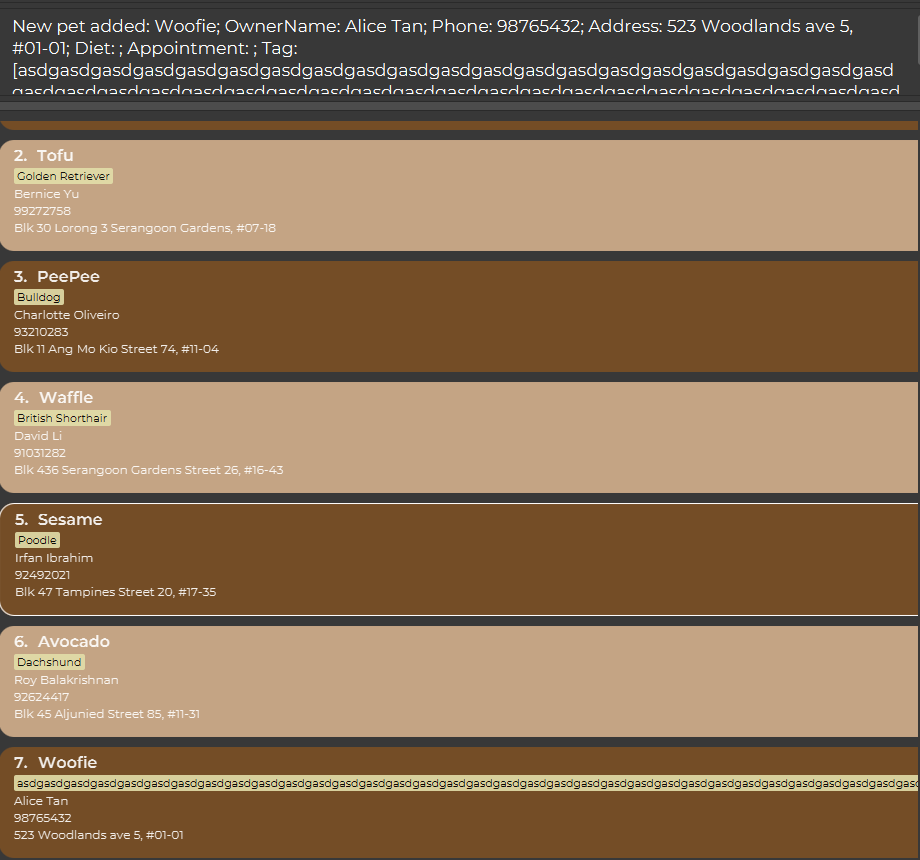 New pet added: Woofie; OwnerName: Alice Tan; Phone: 98765432; Address: 523 Woodlands ave 5,
#01-01; Diet: ; Appointment: ; Tag:
[asdgasdgasdgasdgasdgasdgasdgasdgasdgasdgasdgasdgasdgasdgasdgasdgasdgasdgasdgasdgasd
gasdgasdgasdgasdgasdgasdgasdgasdgasdgasdgasdgasdgasdgasdgasdgasdgasdgasdgasdgasdgasd
2. Tofu
Golden Retriever
Bernice Yu
99272758
Blk 30 Lorong 3 Serangoon Gardens, #07-18
3. PeePee
Bulldog
Charlotte Oliveiro
93210283
Blk 11 Ang Mo Kio Street 74, #11-04
4. Waffle
British Shorthair
David Li
91031282
Blk 436 Serangoon Gardens Street 26, #16-43
5. Sesame
Poodle
Irfan Ibrahim
92492021
Blk 47 Tampines Street 20, #17-35
6. Avocado
Dachshund
Roy Balakrishnan
92624417
Blk 45 Aljunied Street 85, #11-31
7. Woofie
asdgasdgasdgasdgasdgasdgasdgasdgasdgasdgasdgasdgasdgasdgasdgasdgasdgasdgasdgasdgasdgasdgasdgasdgasdgasdgasdgasdgasdgasdgasdgasdgasdgasc
Alice Tan
98765432
523 Woodlands ave 5, #01-01